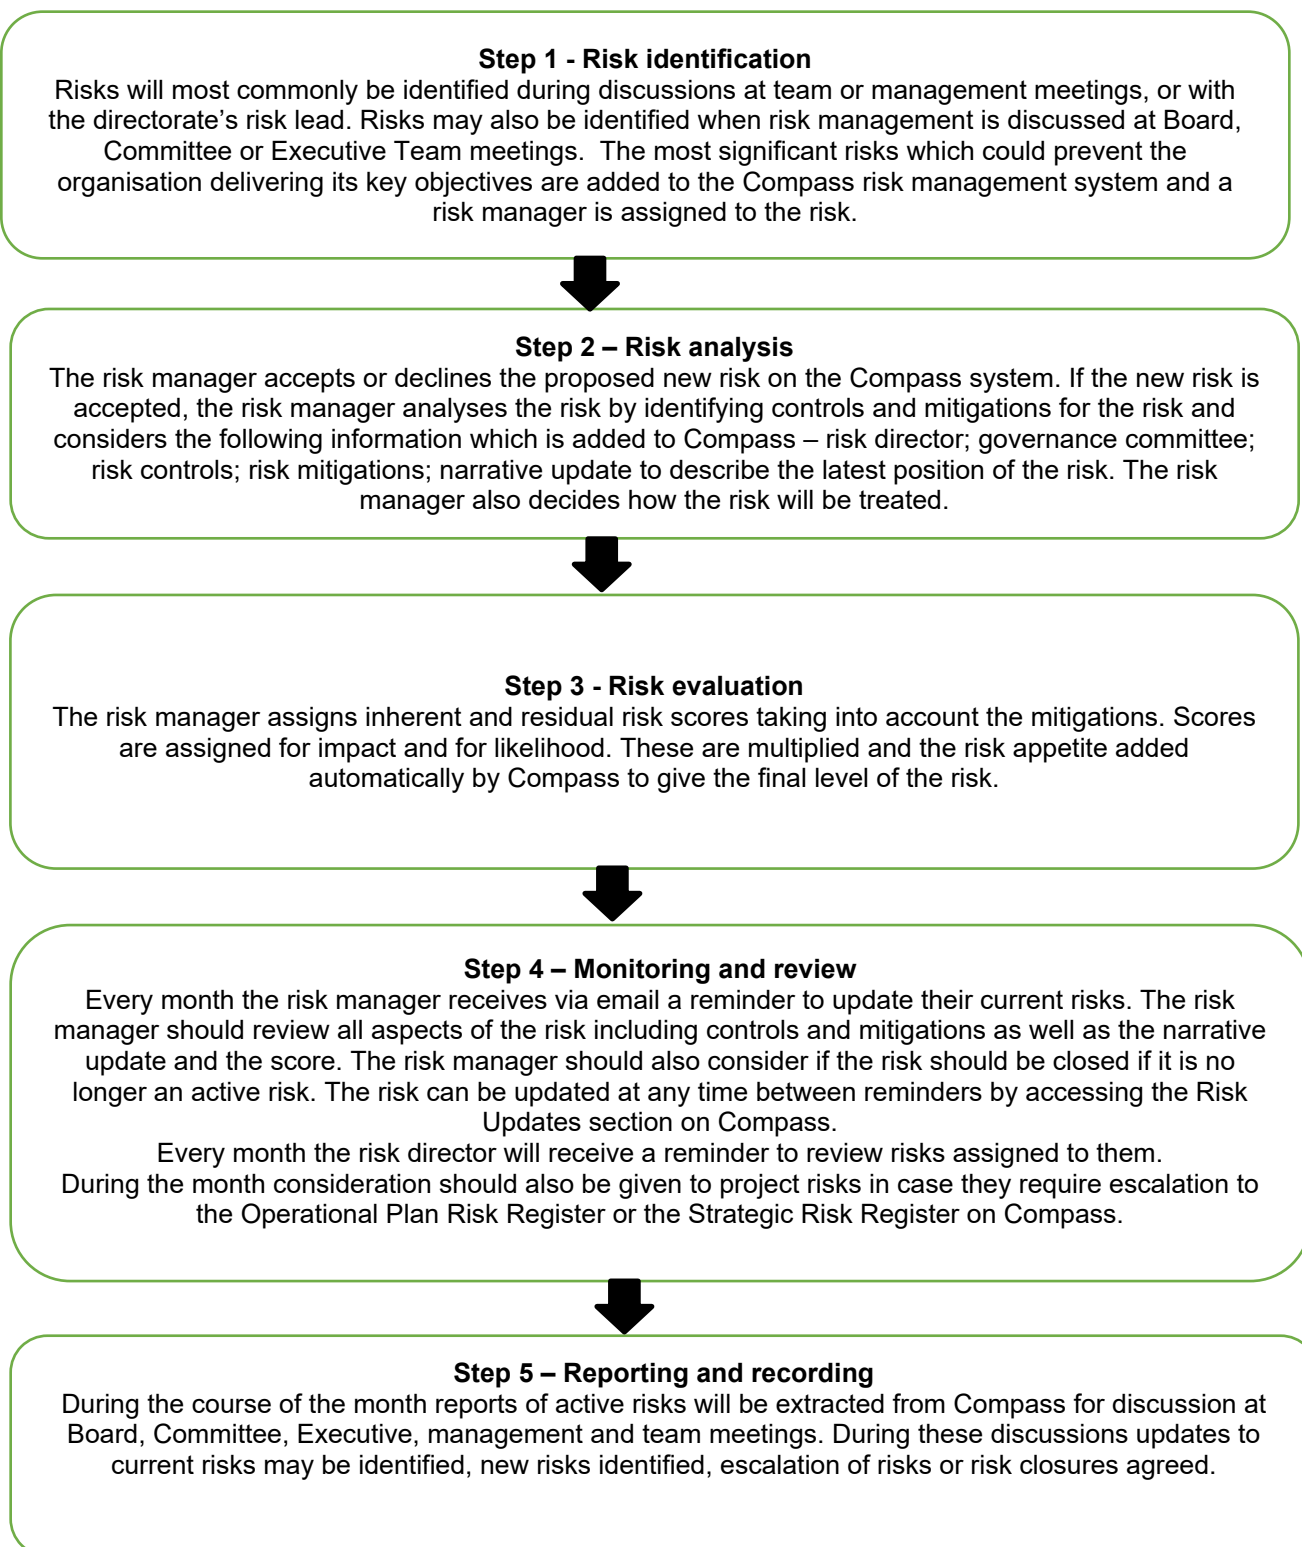 Step 1 - Risk identification
Risks will most commonly be identified during discussions at team or management meetings, or with
the directorate's risk lead. Risks may also be identified when risk management is discussed at Board,
Committee or Executive Team meetings.  The most significant risks which could prevent the
organisation delivering its key objectives are added to the Compass risk management system and a
risk manager is assigned to the risk.
Step 2 – Risk analysis
The risk manager accepts or declines the proposed new risk on the Compass system. If the new risk is
accepted, the risk manager analyses the risk by identifying controls and mitigations for the risk and
considers the following information which is added to Compass – risk director; governance committee;
risk controls; risk mitigations; narrative update to describe the latest position of the risk. The risk
manager also decides how the risk will be treated.
Step 3 - Risk evaluation
The risk manager assigns inherent and residual risk scores taking into account the mitigations. Scores
are assigned for impact and for likelihood. These are multiplied and the risk appetite added
automatically by Compass to give the final level of the risk.
Step 4 – Monitoring and review
Every month the risk manager receives via email a reminder to update their current risks. The risk
manager should review all aspects of the risk including controls and mitigations as well as the narrative
update and the score. The risk manager should also consider if the risk should be closed if it is no
longer an active risk. The risk can be updated at any time between reminders by accessing the Risk
Updates section on Compass.
Every month the risk director will receive a reminder to review risks assigned to them.
During the month consideration should also be given to project risks in case they require escalation to
the Operational Plan Risk Register or the Strategic Risk Register on Compass.
Step 5 – Reporting and recording
During the course of the month reports of active risks will be extracted from Compass for discussion at
Board, Committee, Executive, management and team meetings. During these discussions updates to
current risks may be identified, new risks identified, escalation of risks or risk closures agreed.